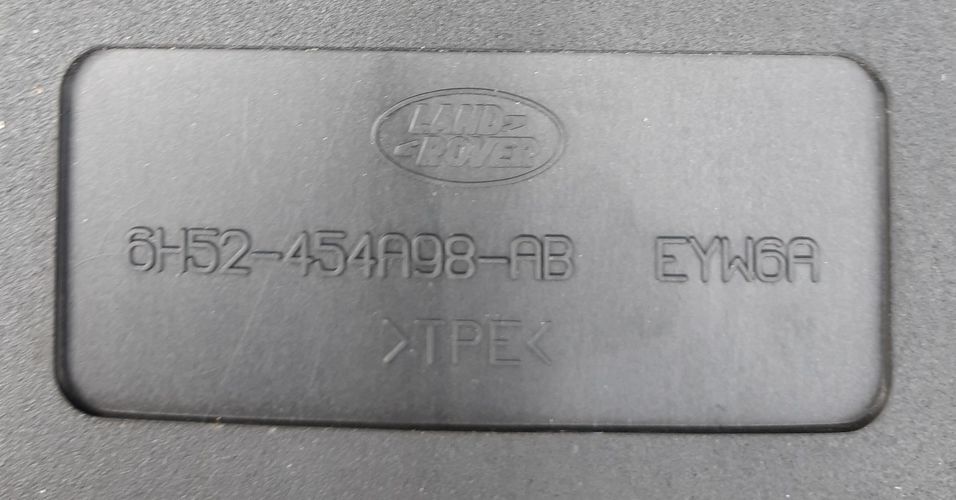 LAND
ROVER
6H52-454A98-AB EYW6A
>TPE<